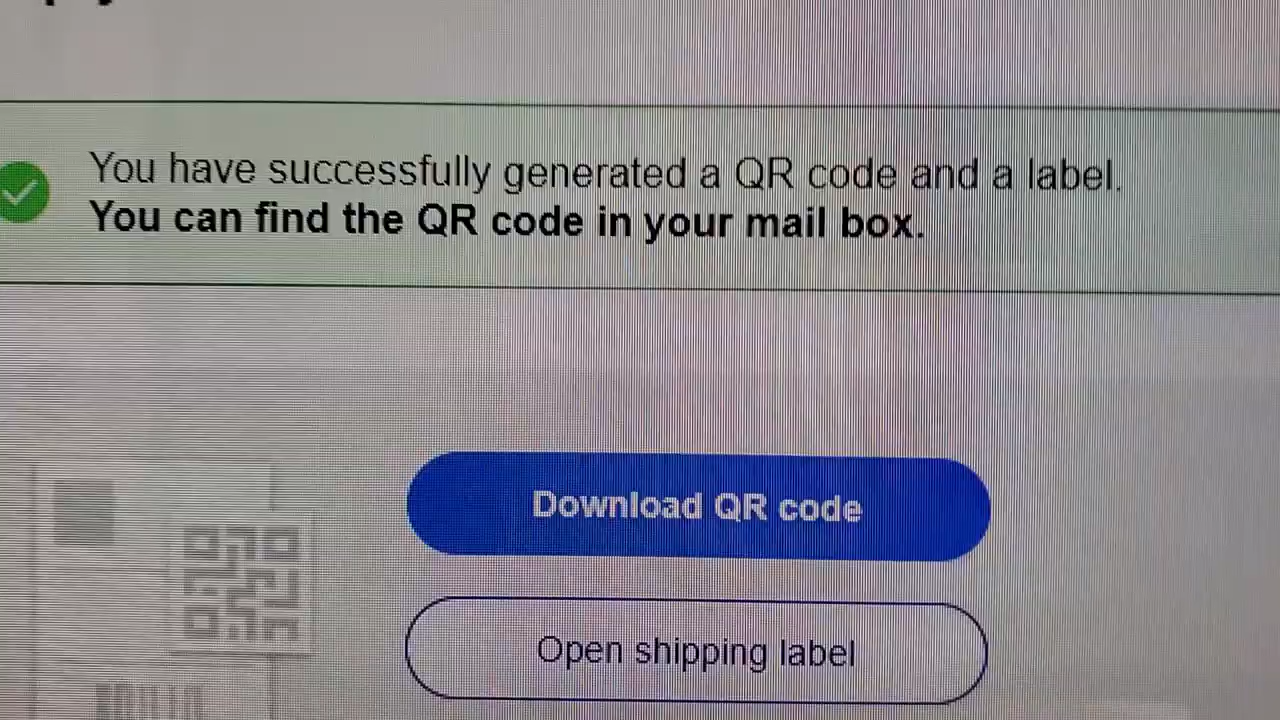 You have successfully generated a QR code and a label.
You can find the QR code in your mail box.
Download QR code
Open shipping label